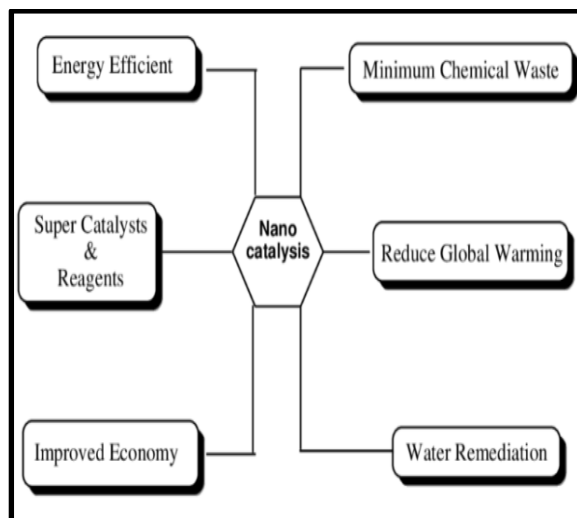 Energy Efficient
Minimum Chemical Waste
Super Catalysts
&
Reagents
Nano
catalysis
Reduce Global Warming
Improved Economy
Water Remediation